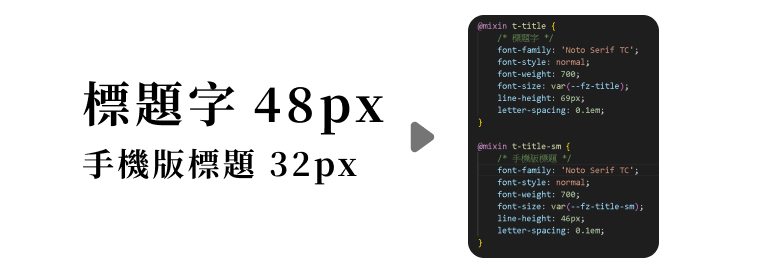 標題字 48px
手機版標題 32px
@mixin t-title {
/* 標題字 */
font-family: 'Noto Serif TC';
font-style: normal;
font-weight: 700;
font-size: var(--fz-title);
line-height: 69px;
letter-spacing: 0.1em;
}
@mixin t-title-sm {
/* 手機版標題 */
font-family: 'Noto Serif TC';
font-style: normal;
font-weight: 700;
font-size: var(--fz-title-sm);
line-height: 46px;
letter-spacing: 0.1em;
}